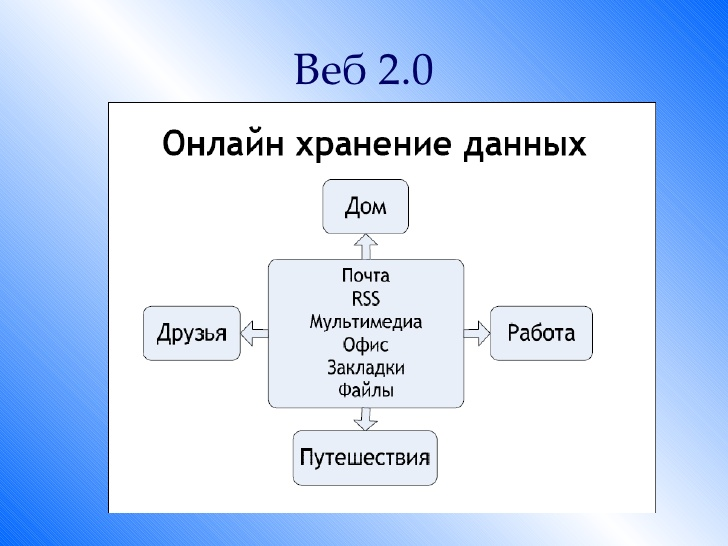 Веб 2.0
Онлайн хранение данных
Дом
Почта
RSS
Мультимедиа
Офис
Закладки
Файлы
Друзья
Работа
Путешествия